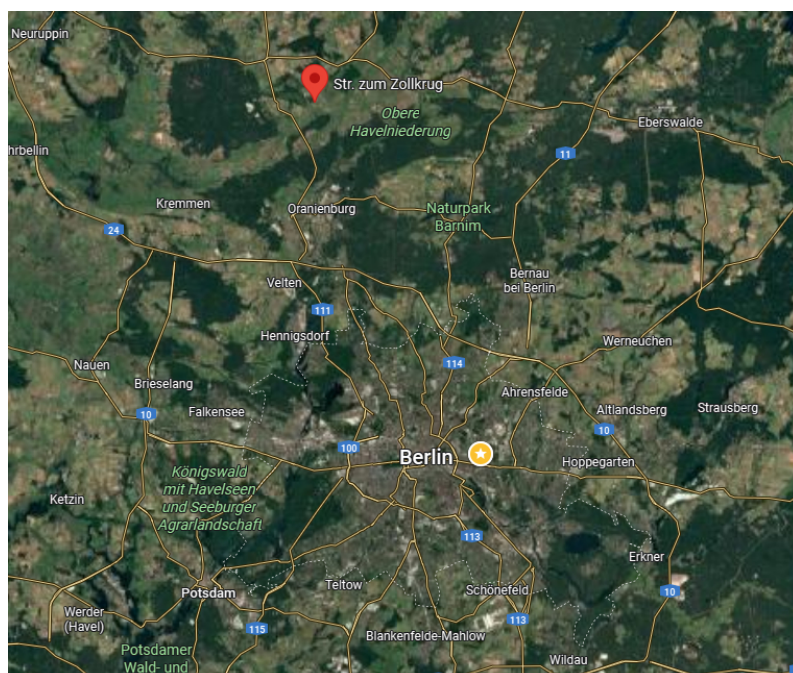 Neuruppin
Str. zum Zollkrug
Obere
Havelniederung
Eberswalde
hrbellin
11
Kremmen
Oranienburg
Naturpark
Barnim
24
Bernau
bei Berlin
Velten
111
Hennigsdorf
Werneuchen
Nauen
114
Brieselang
Ahrensfelde
Falkensee
Altlandsberg
Strausberg
10
10
100
Berlin
Hoppegarten
Königswald
mit Havelseen
und Seeburger
Agrarlandschaft
Ketzin
113
Erkner
Potsdam
Teltow
Schönefeld
10
Werder
(Havel)
115
113
Blankenfelde-Mahlow
Potsdamer
Wald- und
Wildau